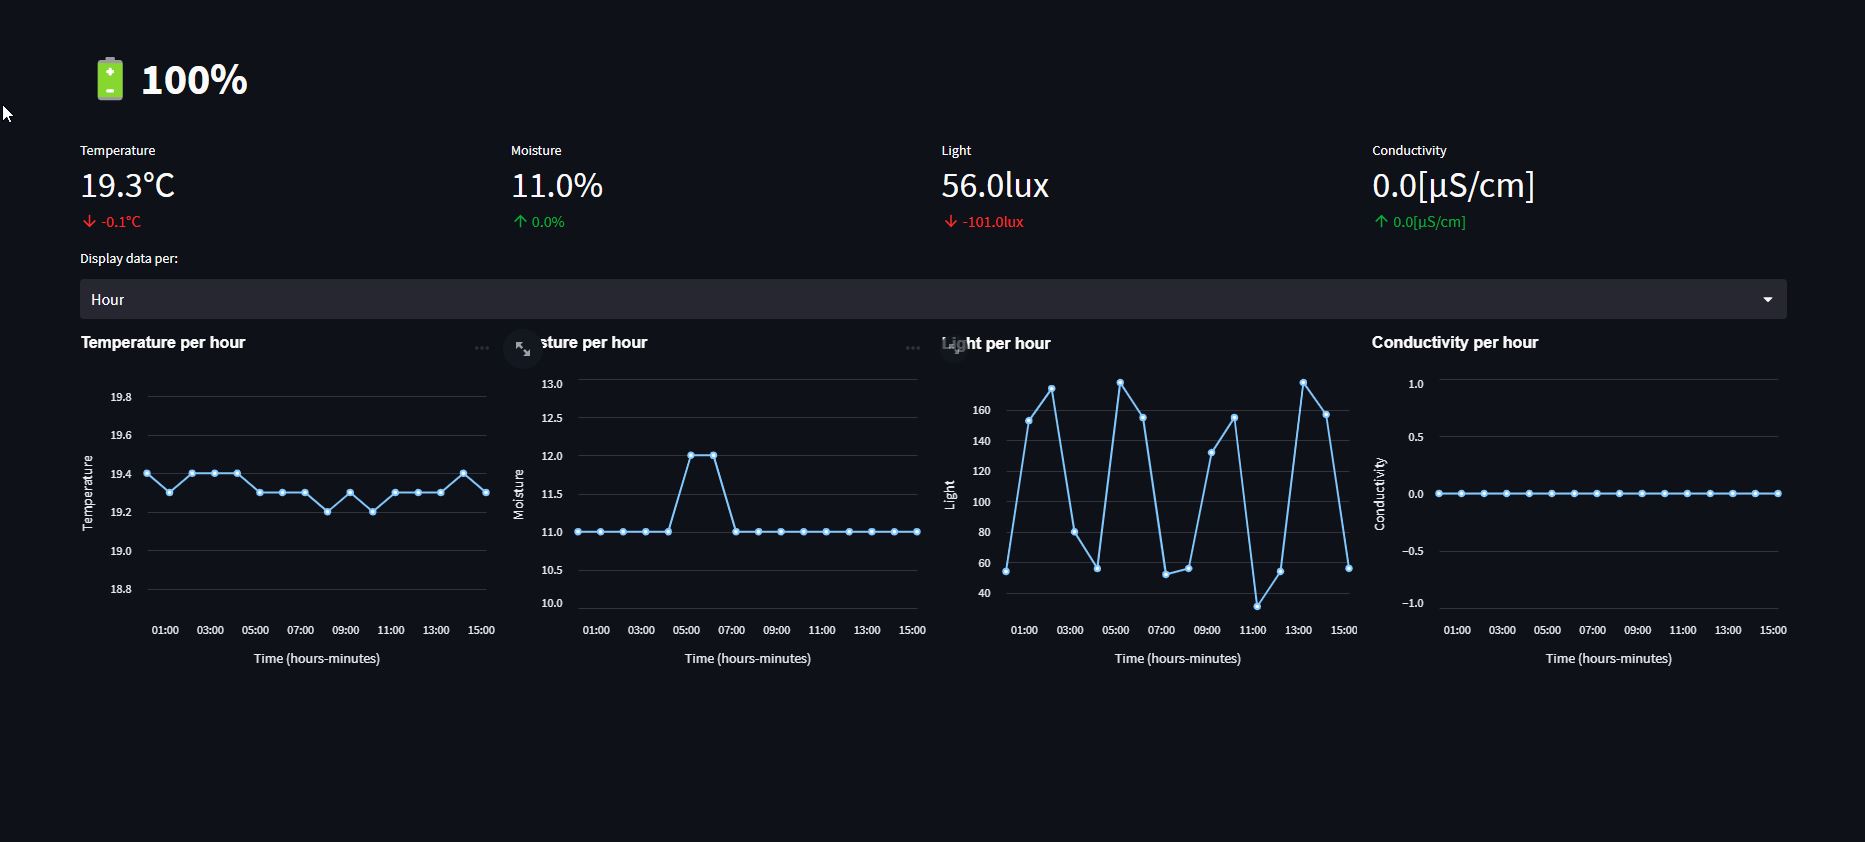 100%
Temperature
19.3°C
-0.1°C
Moisture
11.0%
0.0%
Light
56.0lux
-101.0lux
Conductivity
0.0[µS/cm]
0.0[µS/cm]
Display data per:
Hour
Temperature per hour
19.8
19.6
19.4
19.2
19.0
18.8
Temperature
01:00 03:00 05:00 07:00 09:00 11:00 13:00 15:00
Time (hours-minutes)
sture per hour
13.0
12.5
12.0
11.5
11.0
10.5
10.0
Moisture
01:00 03:00 05:00 07:00 09:00 11:00 13:00 15:00
Time (hours-minutes)
Light per hour
160
140
120
100
80
60
40
Light
01:00 03:00 05:00 07:00 09:00 11:00 13:00 15:00
Time (hours-minutes)
Conductivity per hour
1.0
0.5
0.0
−0.5
−1.0
Conductivity
01:00 03:00 05:00 07:00 09:00 11:00 13:00 15:00
Time (hours-minutes)